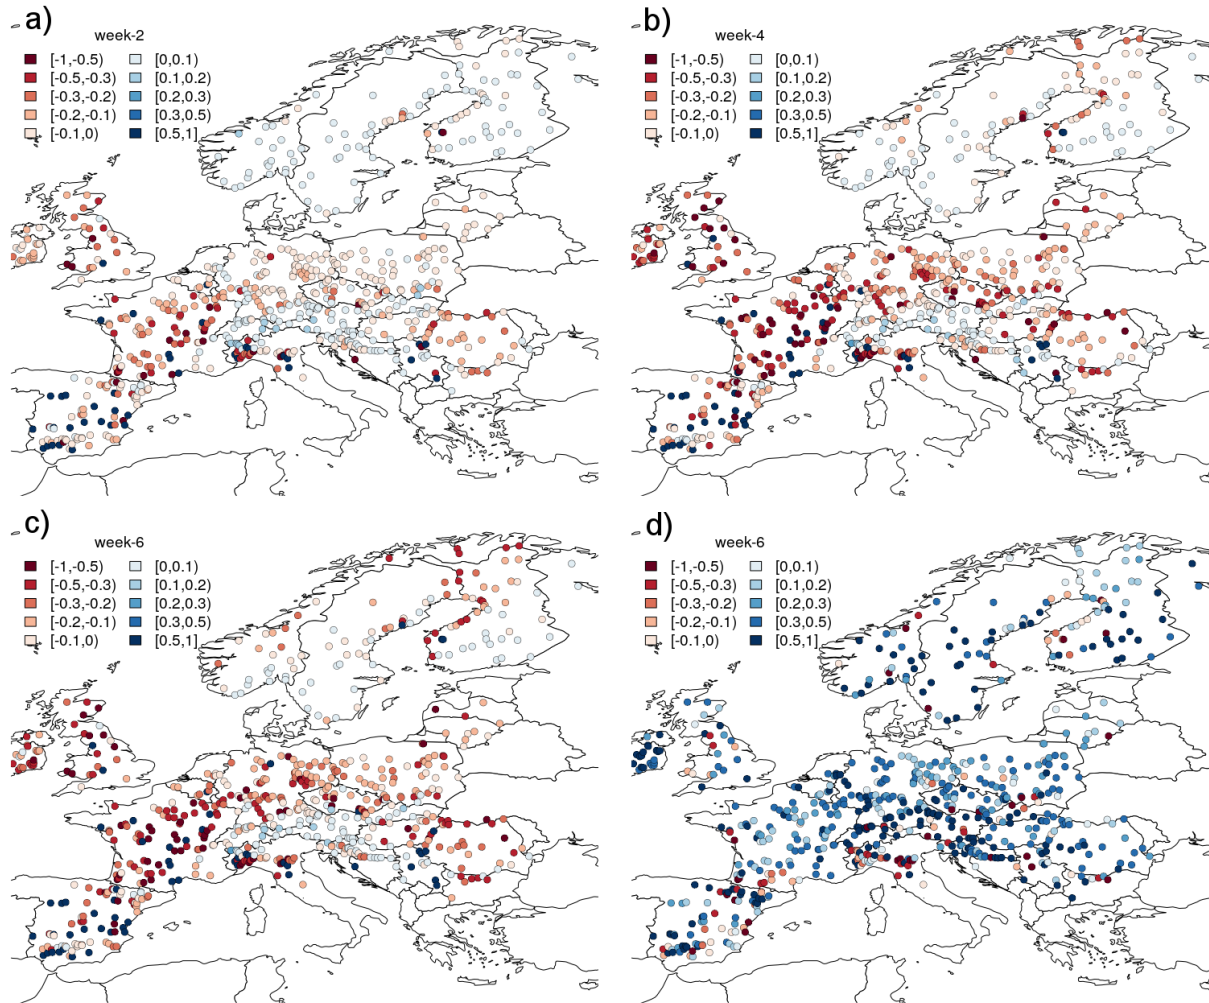 a)
week-2
[-1,-0.5) [0,0.1)
[-0.5,-0.3) [0.1,0.2)
[-0.3,-0.2) [0.2,0.3)
[-0.2,-0.1) [0.3,0.5)
[-0.1,0) [0.5,1]
b)
week-4
[-1,-0.5) [0,0.1)
[-0.5,-0.3) [0.1,0.2)
[-0.3,-0.2) [0.2,0.3)
[-0.2,-0.1) [0.3,0.5)
[-0.1,0) [0.5,1]
c)
week-6
[-1,-0.5) [0,0.1)
[-0.5,-0.3) [0.1,0.2)
[-0.3,-0.2) [0.2,0.3)
[-0.2,-0.1) [0.3,0.5)
[-0.1,0) [0.5,1]
d)
week-6
[-1,-0.5) [0,0.1)
[-0.5,-0.3) [0.1,0.2)
[-0.3,-0.2) [0.2,0.3)
[-0.2,-0.1) [0.3,0.5)
[-0.1,0) [0.5,1]